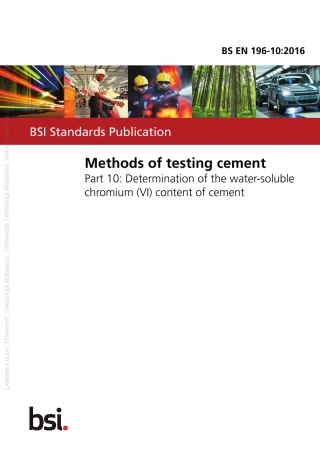 BS EN 196-10:2016
BSI Standards Publication
Methods of testing cement
Part 10: Determination of the water-soluble
chromium (VI) content of cement
bsi.
Licensed copy: Universiti Teknologi Malaysia, Universiti Teknologi Malaysia,